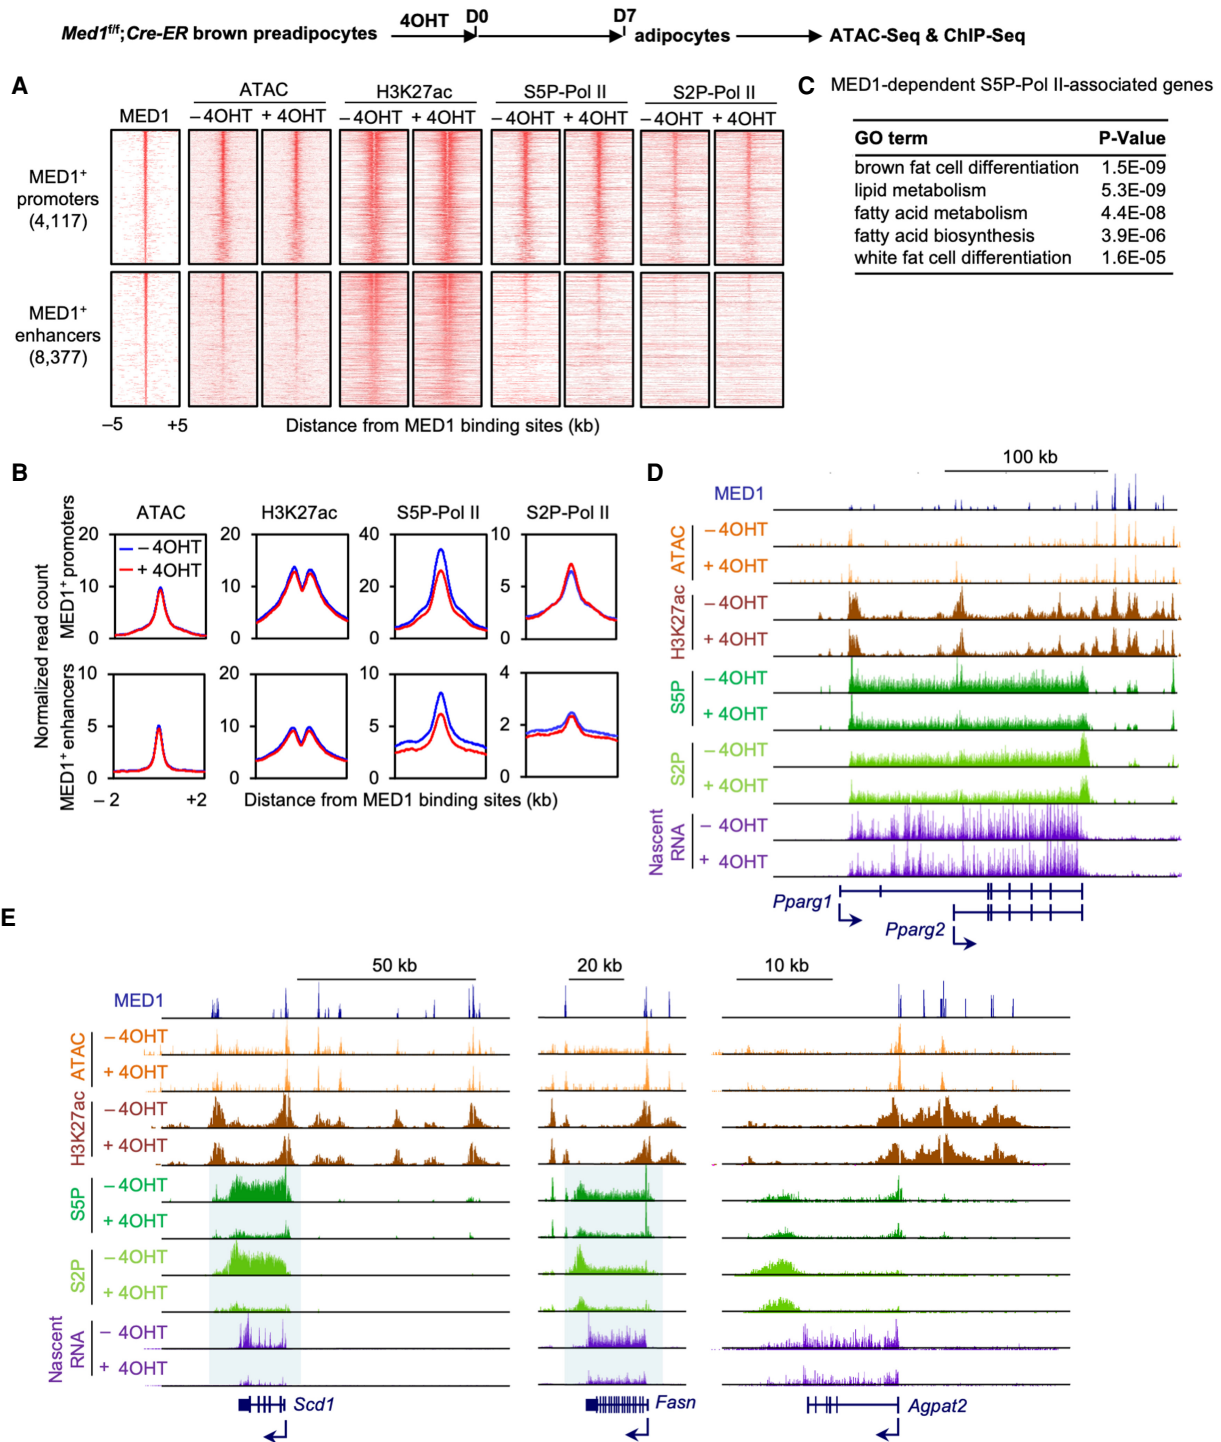 Med1f/f;Cre-ER brown preadipocytes 4OHT D0 D7 adipocytes ATAC-Seq & ChIP-Seq
A
ATAC H3K27ac S5P-Pol II S2P-Pol II
MED1 – 4OHT + 4OHT – 4OHT + 4OHT – 4OHT + 4OHT – 4OHT + 4OHT
MED1+
promoters
(4,117)
MED1+
enhancers
(8,377)
–5 +5 Distance from MED1 binding sites (kb)
C MED1-dependent S5P-Pol II-associated genes
GO term P-Value
brown fat cell differentiation 1.5E-09
lipid metabolism 5.3E-09
fatty acid metabolism 4.4E-08
fatty acid biosynthesis 3.9E-06
white fat cell differentiation 1.6E-05
B
ATAC H3K27ac S5P-Pol II S2P-Pol II
Normalized read count
MED1+ promoters
20 20 40 10
– 4OHT
+ 4OHT
10 10 20 5
0 0 0 0
MED1+ enhancers
10 20 10 4
5 10 5 2
0 0 0 0
– 2 +2 Distance from MED1 binding sites (kb)
D
100 kb
MED1
ATAC
– 4OHT
+ 4OHT
H3K27ac
– 4OHT
+ 4OHT
S5P
– 4OHT
+ 4OHT
S2P
– 4OHT
+ 4OHT
Nascent
RNA
– 4OHT
+ 4OHT
Pparg1
Pparg2
E
50 kb 20 kb 10 kb
MED1
ATAC
– 4OHT
+ 4OHT
H3K27ac
– 4OHT
+ 4OHT
S5P
– 4OHT
+ 4OHT
S2P
– 4OHT
+ 4OHT
Nascent
RNA
– 4OHT
+ 4OHT
Scd1 Fasn Agpat2